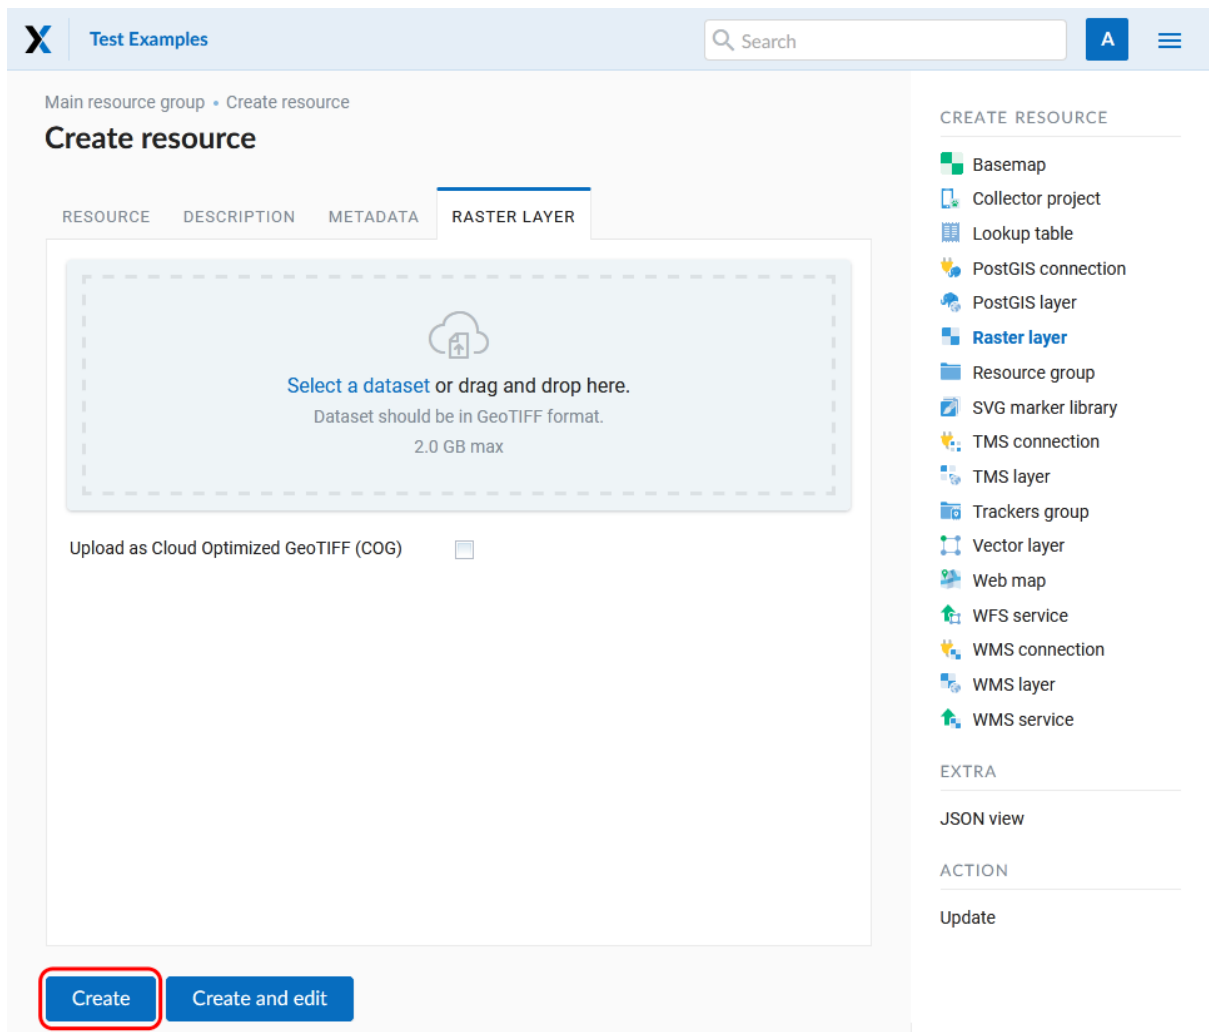 Test Examples
Search
A
Main resource group • Create resource
Create resource
RESOURCE DESCRIPTION METADATA RASTER LAYER
Select a dataset or drag and drop here.
Dataset should be in GeoTIFF format.
2.0 GB max
Upload as Cloud Optimized GeoTIFF (COG)
Create
Create and edit
CREATE RESOURCE
Basemap
Collector project
Lookup table
PostGIS connection
PostGIS layer
Raster layer
Resource group
SVG marker library
TMS connection
TMS layer
Trackers group
Vector layer
Web map
WFS service
WMS connection
WMS layer
WMS service
EXTRA
JSON view
ACTION
Update